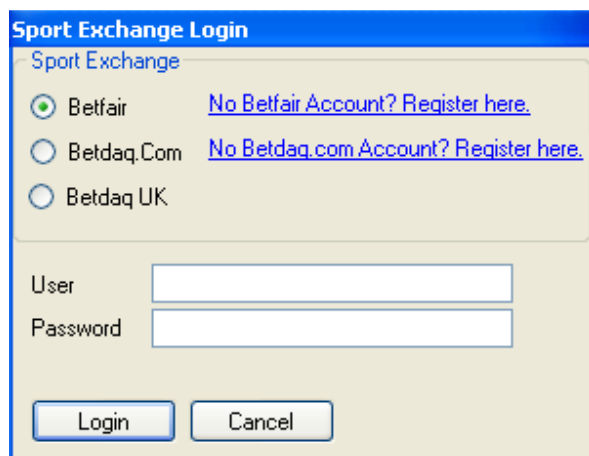 Sport Exchange Login
Sport Exchange
Betfair No Betfair Account? Register here.
Betdaq.Com No Betdaq.com Account? Register here.
Betdaq UK
User
Password
Login Cancel